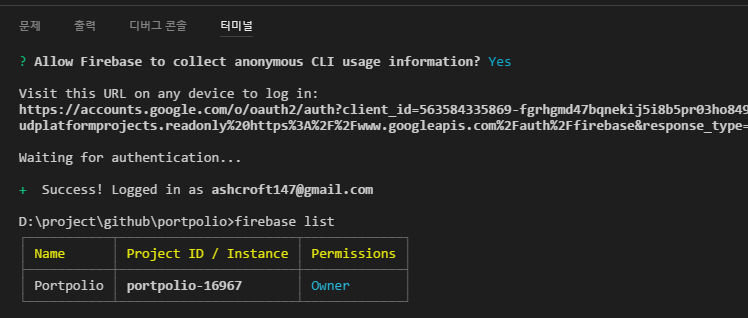 문제 출력 디버그 콘솔 터미널
? Allow Firebase to collect anonymous CLI usage information? Yes
Visit this URL on any device to log in:
https://accounts.google.com/o/oauth2/auth?client_id=563584335869-fgrhgmd47bqnekij5i8b5pr03ho849
udplatformprojects.readonly%20https%3A%2F%2Fwww.googleapis.com%2Fauth%2Ffirebase&response_type=
Waiting for authentication...
+ Success! Logged in as ashcroft147@gmail.com
D:\project\github\portpolio>firebase list
Name Project ID / Instance Permissions
Portpolio portpolio-16967 Owner